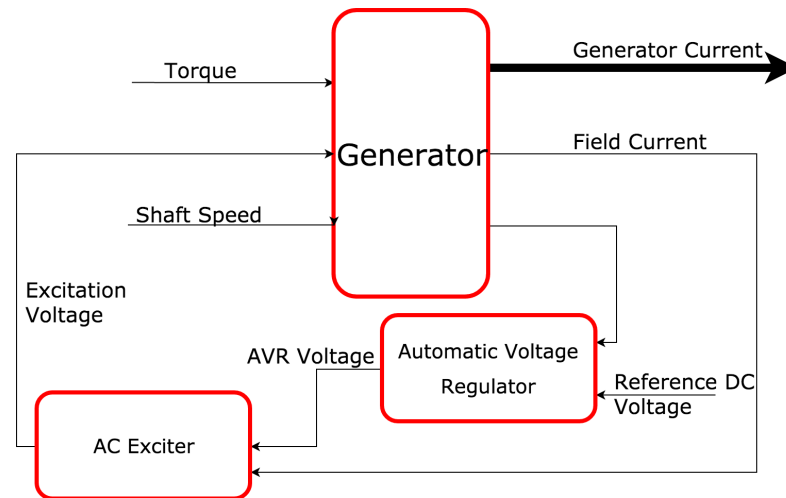 Generator Current
Torque
Field Current
Generator
Shaft Speed
Excitation
Voltage
AVR Voltage
Automatic Voltage
Regulator
Reference DC
Voltage
AC Exciter